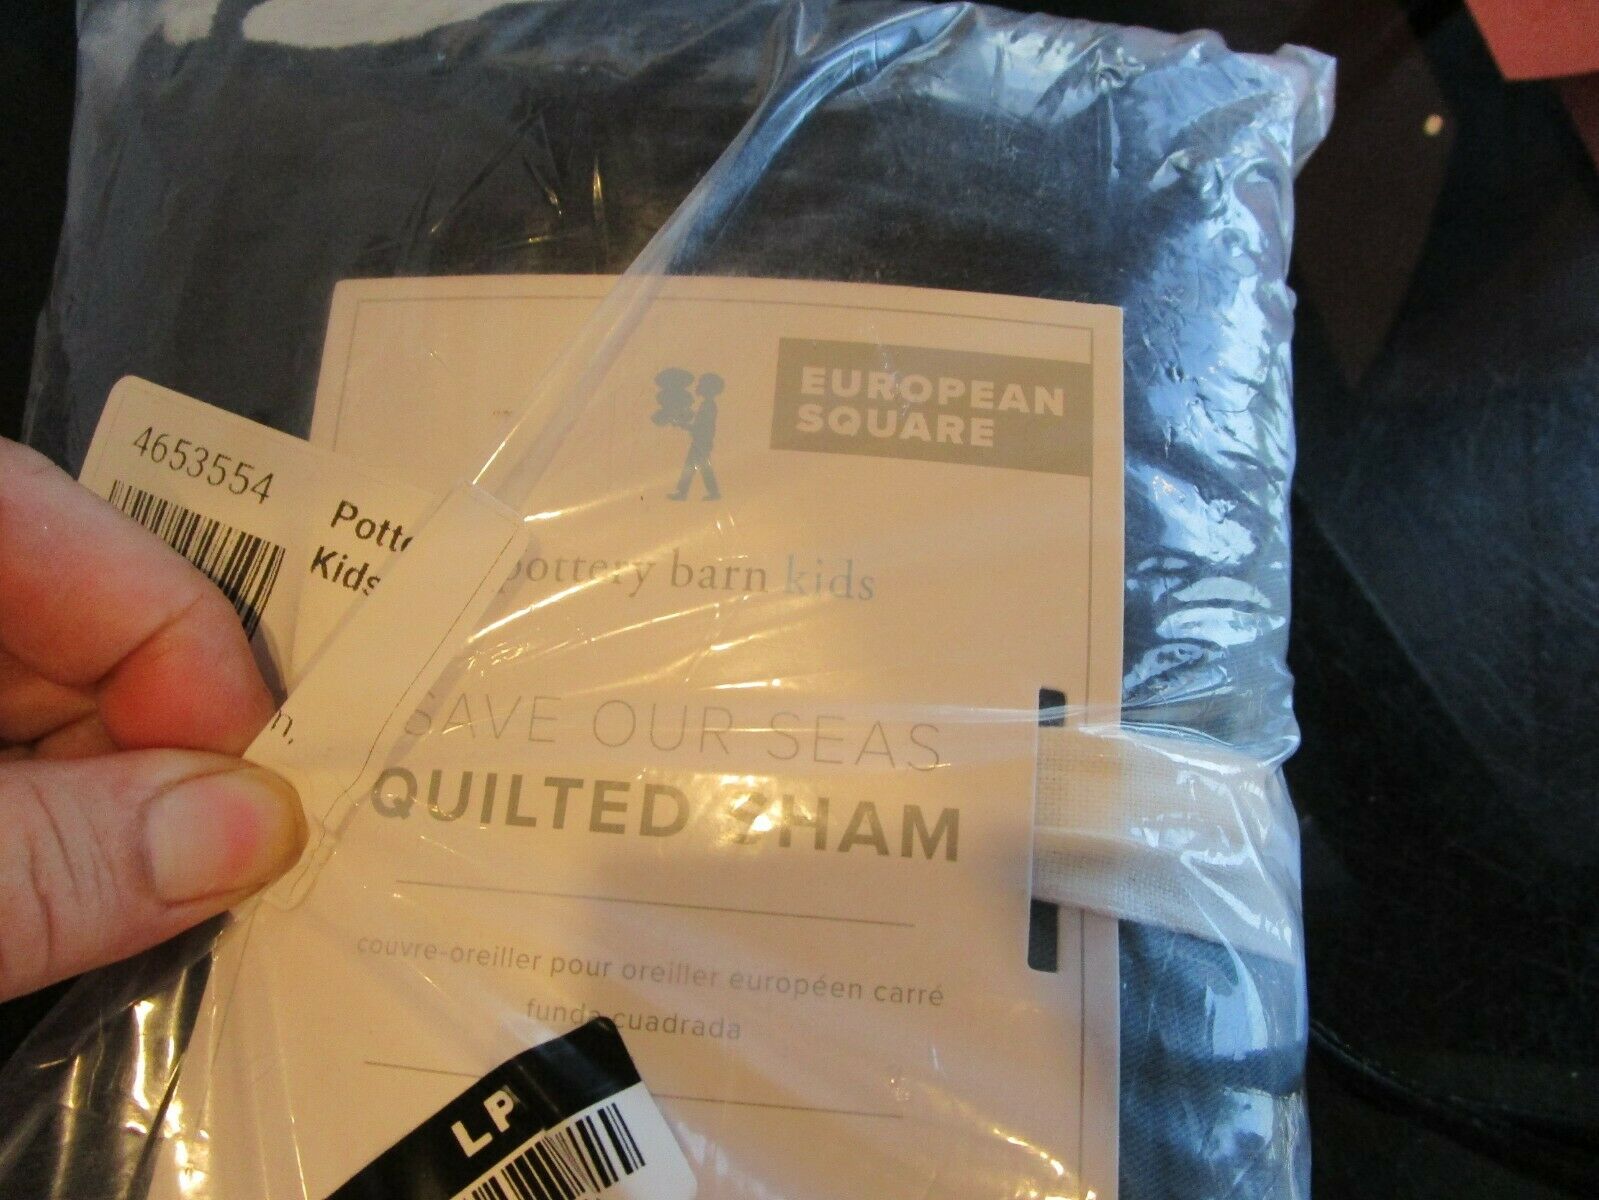 EUROPEAN
SQUARE
4653554
Kids
pottery barn kids
SAVE OUR SEAS
QUILTED SHAM
couvre-oreiller pour oreiller européen carré
funda cuadrada
LP